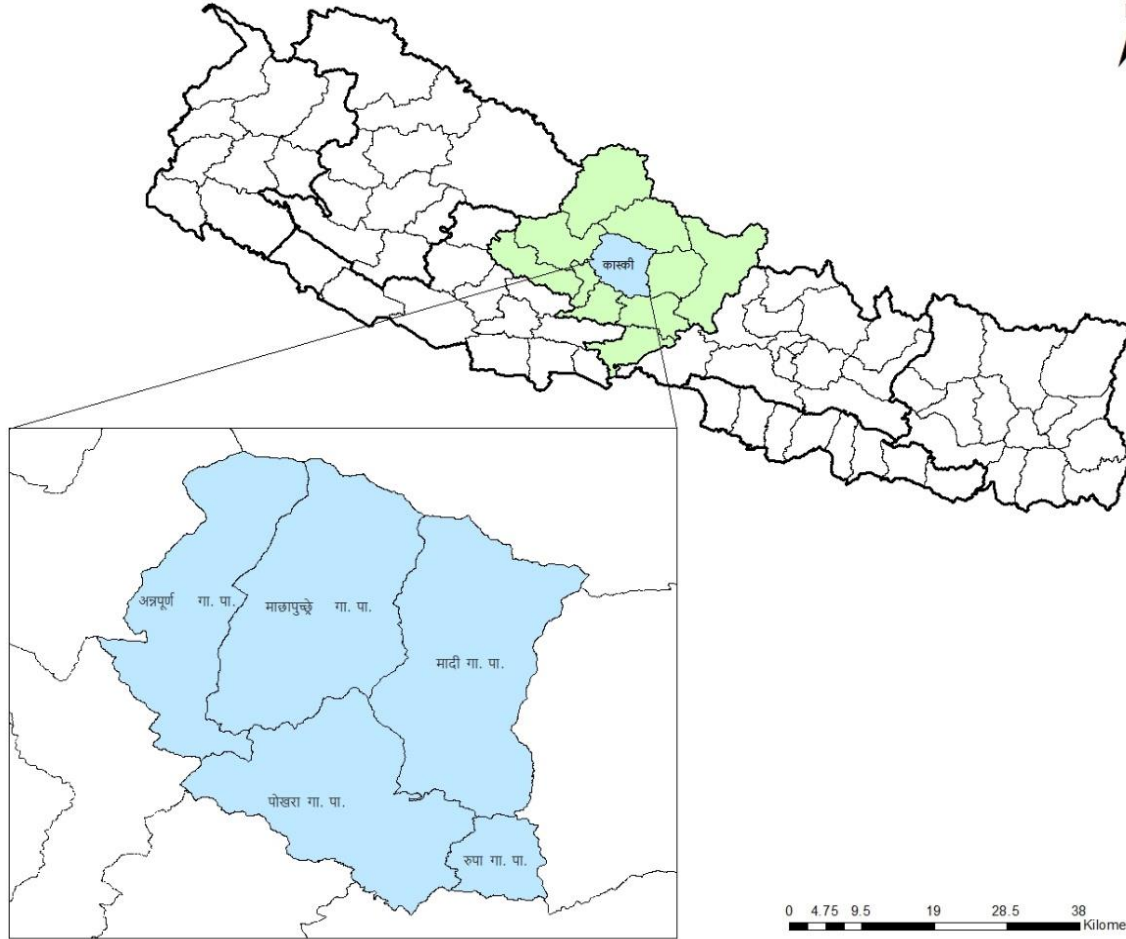 कास्की
अन्नपूर्ण गा. पा.
माछापुच्छ्रे गा. पा.
मादी गा. पा.
पोखरा गा. पा.
रुपा गा. पा.
0 4.75 9.5 19 28.5 38
Kilome